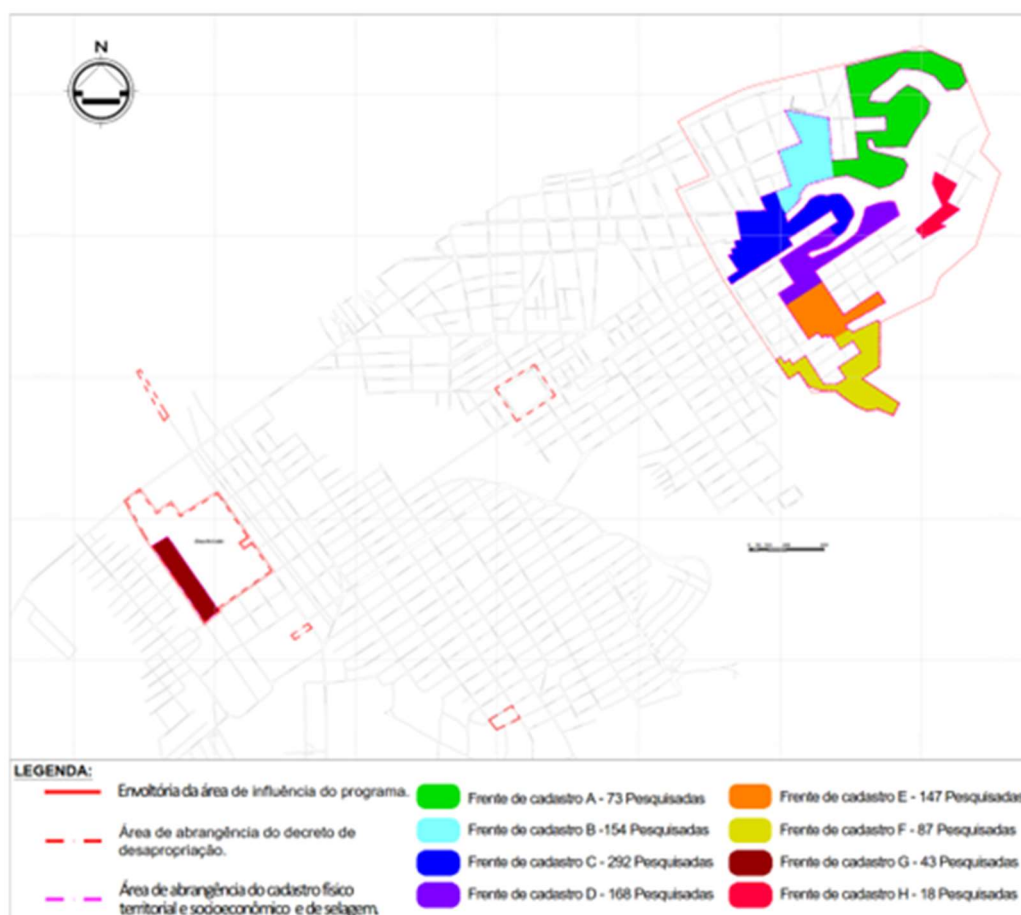 N
LEGENDA:
Envoltória da área de influência do programa.
Área de abrangência do decreto de
desapropriação.
Área de abrangência do cadastro físico
territorial e socioeconômico e de selagem.
Frente de cadastro A - 73 Pesquisadas
Frente de cadastro B -154 Pesquisadas
Frente de cadastro C - 292 Pesquisadas
Frente de cadastro D - 168 Pesquisadas
Frente de cadastro E - 147 Pesquisadas
Frente de cadastro F - 87 Pesquisadas
Frente de cadastro G - 43 Pesquisadas
Frente de cadastro H - 18 Pesquisadas